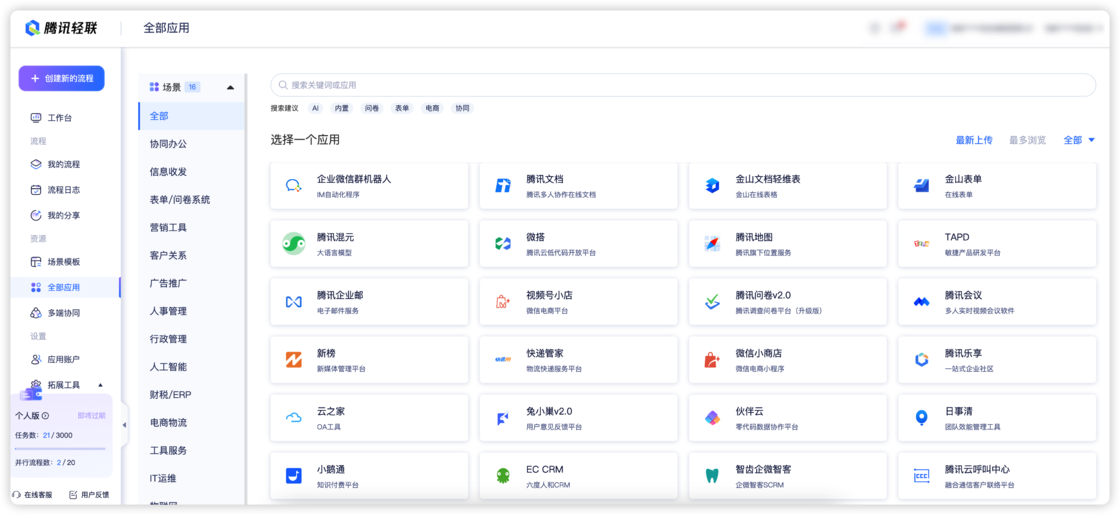 腾讯轻联
全部应用
+ 创建新的流程
工作台
流程
我的流程
流程日志
我的分享
资源
场景模板
全部应用
多端协同
设置
应用账户
拓展工具
个人版
即将过期
任务数: 21 / 3000
并行流程数: 2 / 20
在线客服
用户反馈
场景 16
全部
协同办公
信息收发
表单/问卷系统
营销工具
客户关系
广告推广
人事管理
行政管理
人工智能
财税/ERP
电商物流
工具服务
IT运维
物联网
搜索关键词或应用
搜索建议 AI 内置 问卷 表单 电商 协同
选择一个应用
最新上传 最多浏览 全部
企业微信群机器人
IM自动化程序
腾讯文档
腾讯多人协作在线文档
金山文档轻维表
金山在线表格
金山表单
在线表单
腾讯混元
大语言模型
微搭
腾讯云低代码开放平台
腾讯地图
腾讯旗下位置服务
TAPD
敏捷产品研发平台
腾讯企业邮
电子邮件服务
视频号小店
微信电商平台
腾讯问卷v2.0
腾讯调查问卷平台（升级版）
腾讯会议
多人实时视频会议软件
新榜
新媒体管理平台
快递管家
物流快递服务平台
微信小商店
微信电商小程序
腾讯乐享
一站式企业社区
云之家
OA工具
兔小巢v2.0
用户意见反馈平台
伙伴云
零代码数据协作平台
日事清
团队效能管理工具
小鹅通
知识付费平台
EC CRM
六度人和CRM
智齿企微智客
企微智客SCRM
腾讯云呼叫中心
融合通信客户联络平台